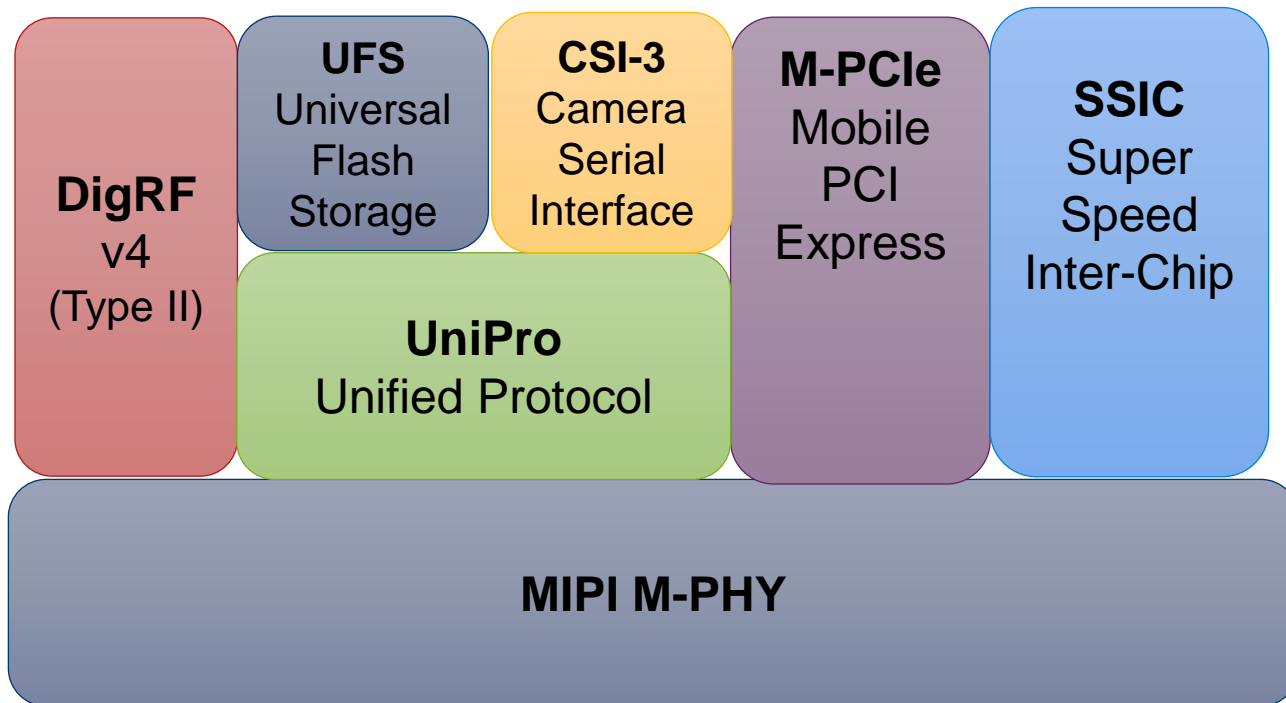 DigRF
v4
(Type II)
UFS
Universal
Flash
Storage
CSI-3
Camera
Serial
Interface
UniPro
Unified Protocol
M-PCIe
Mobile
PCI
Express
SSIC
Super
Speed
Inter-Chip
MIPI M-PHY